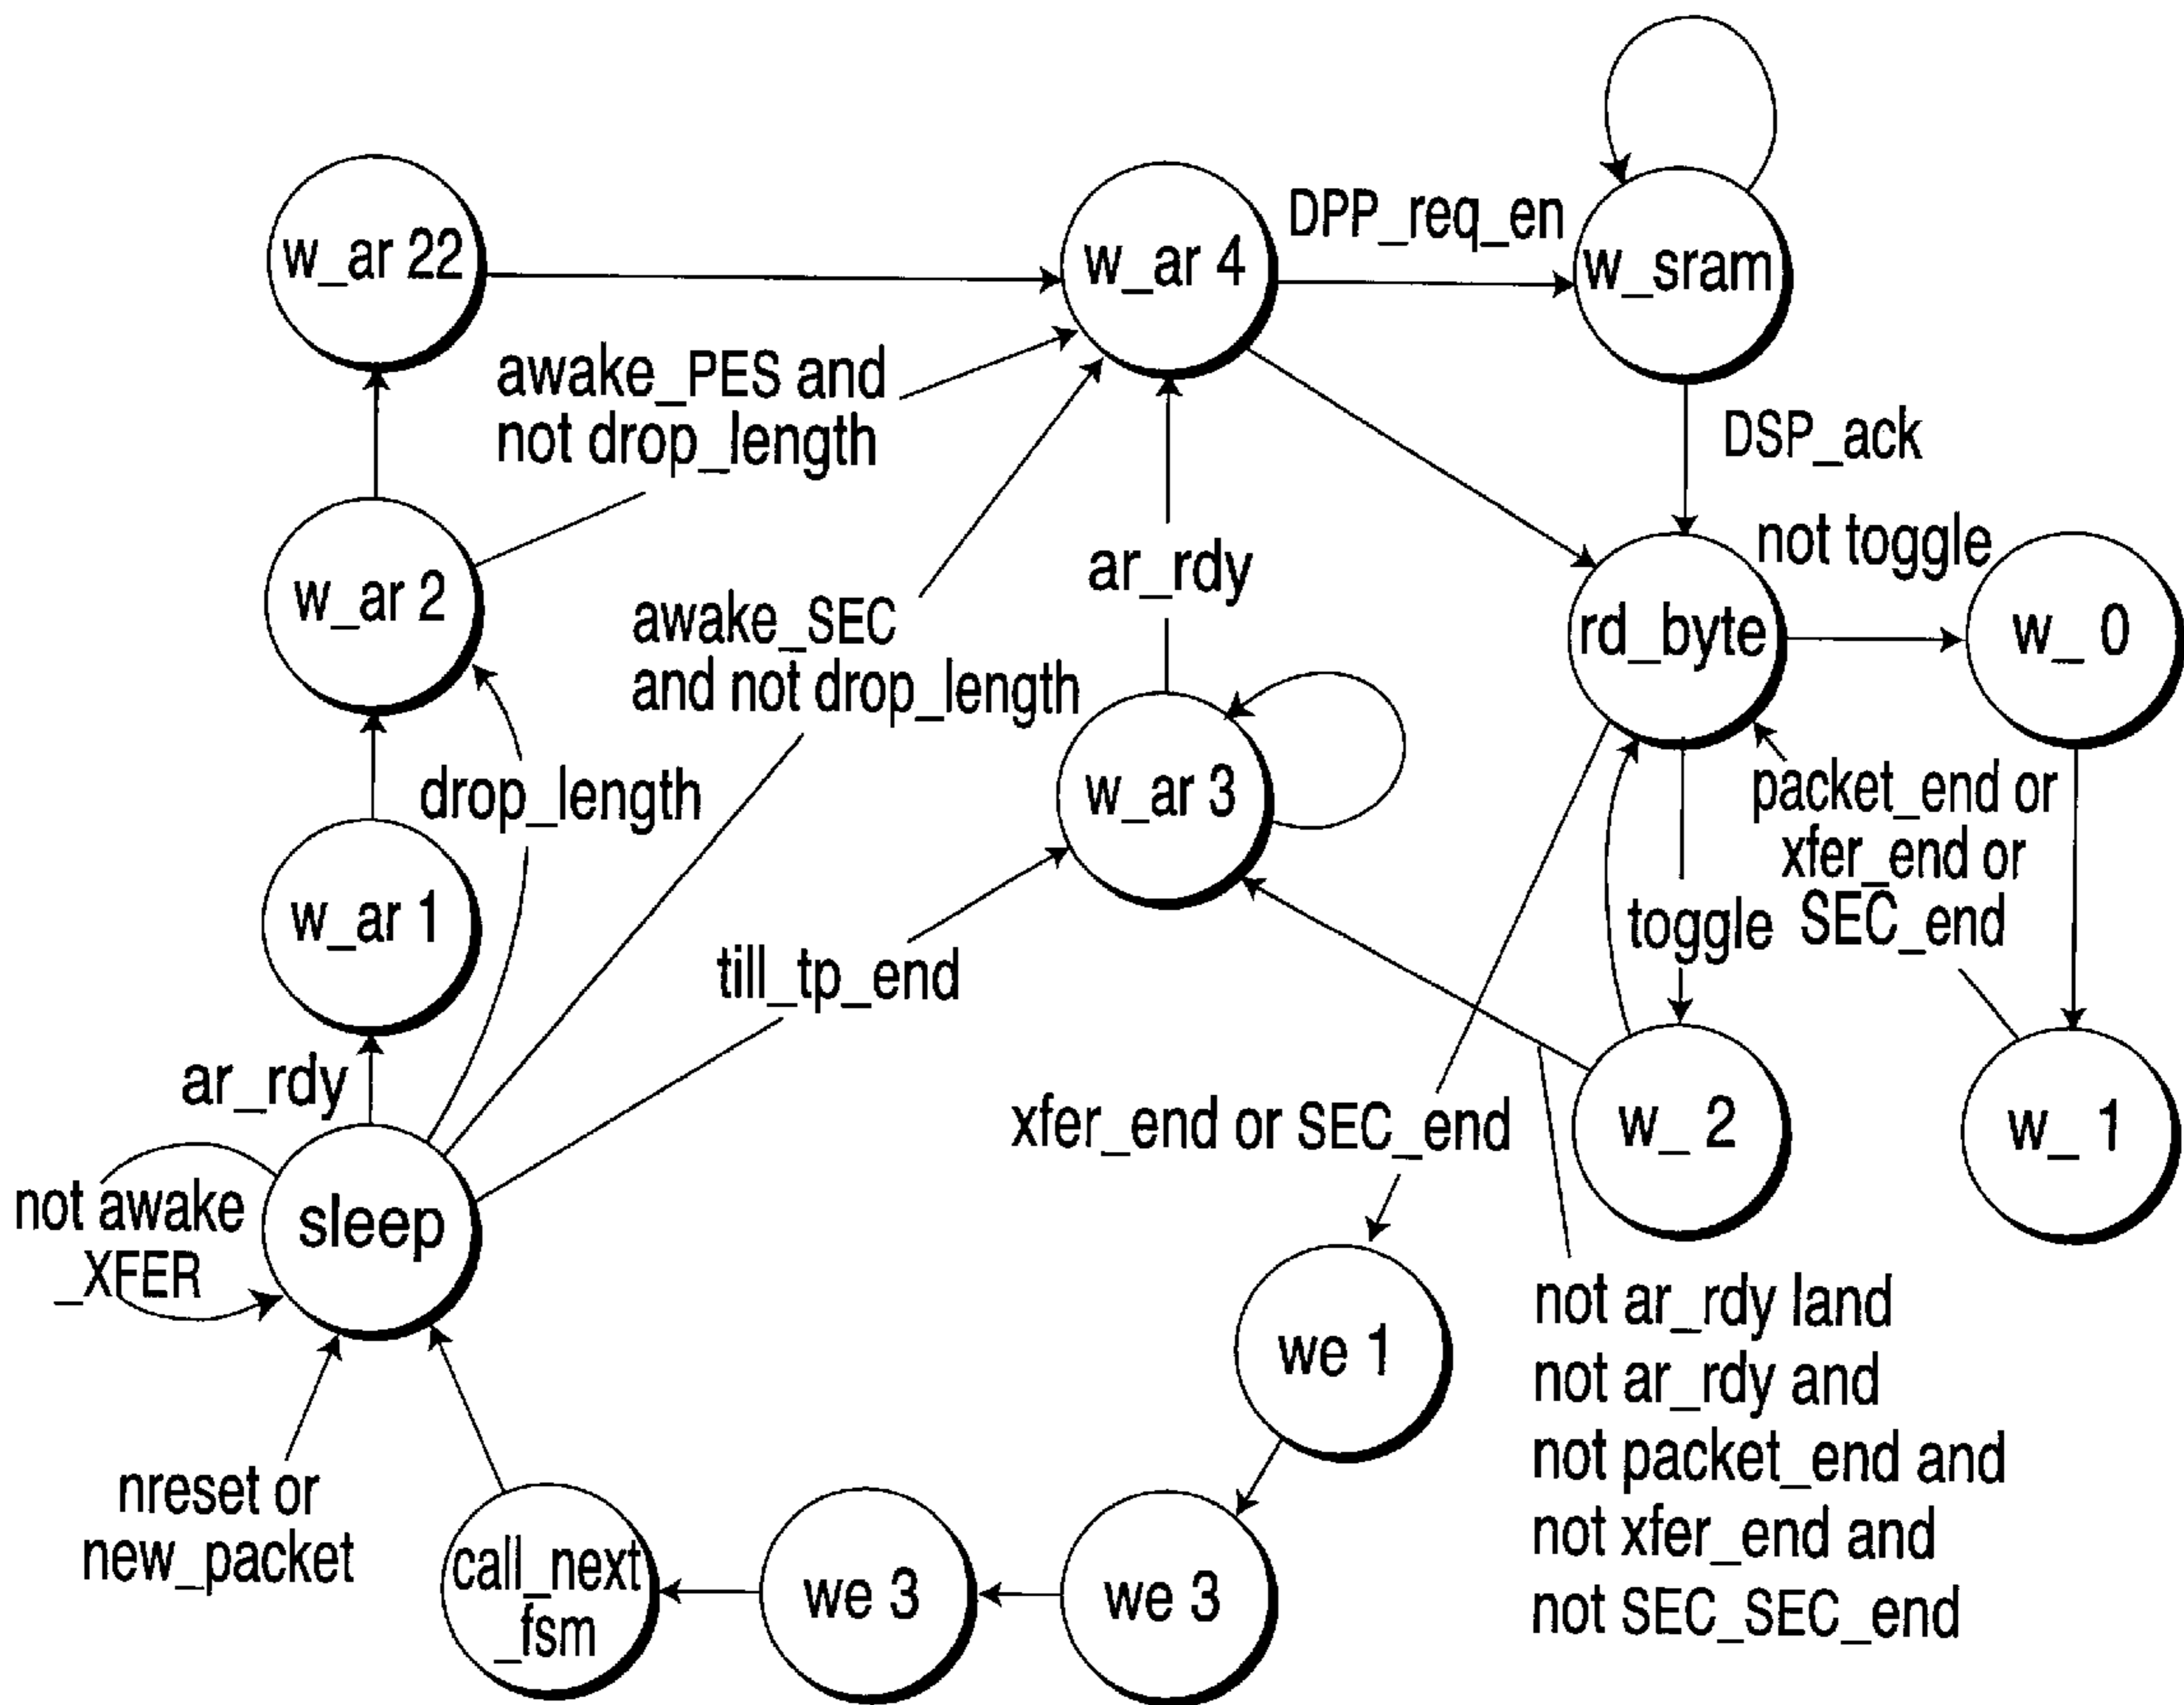 w_ar 22
w_ar 4
DPP_req_en
w_sram
awake_PES and
not drop_length
DSP_ack
w_ar 2
ar_rdy
not toggle
rd_byte
w_ 0
awake_SEC
and not drop_length
drop_length
w_ar 3
packet_end or
xfer_end or
SEC_end
toggle
w_ar 1
till_tp_end
ar_rdy
xfer_end or SEC_end
w_ 2
w_ 1
not awake
_XFER
sleep
not ar_rdy land
not ar_rdy and
not packet_end and
not xfer_end and
not SEC_SEC_end
we 1
nreset or
new_packet
call_next
_fsm
we 3
we 3